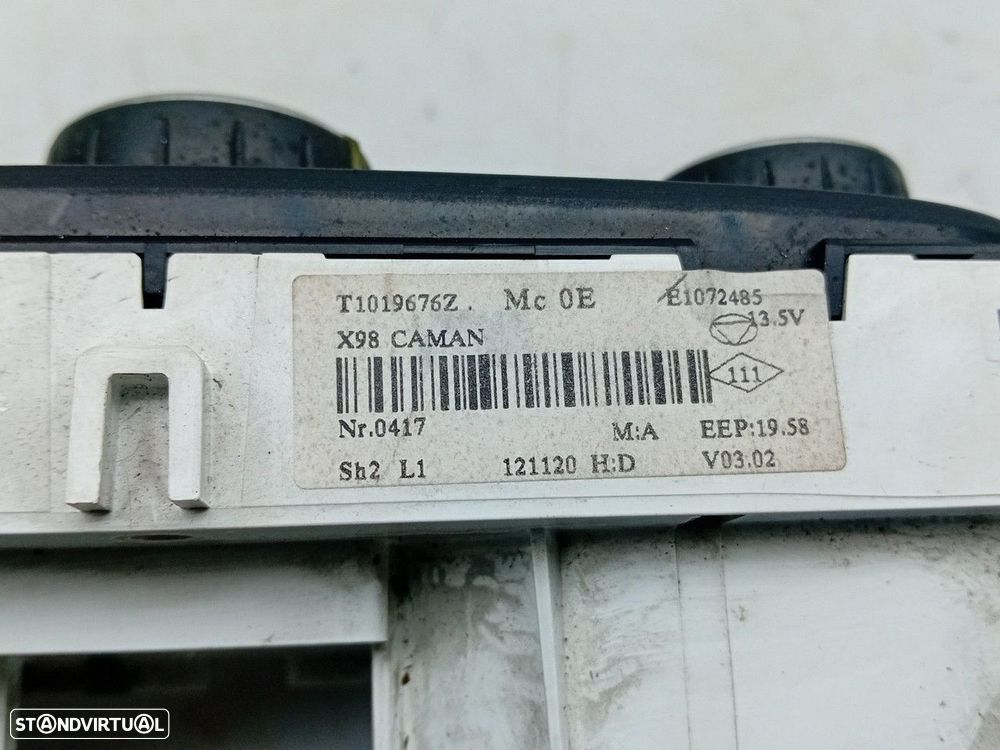 T1019676Z. Mc 0E E1072485
13.5V
X98 CAMAN
111
Nr.0417 M:A EEP:19.58
Sh2 L1 121120 H:D V03.02
STANDVIRTUAL